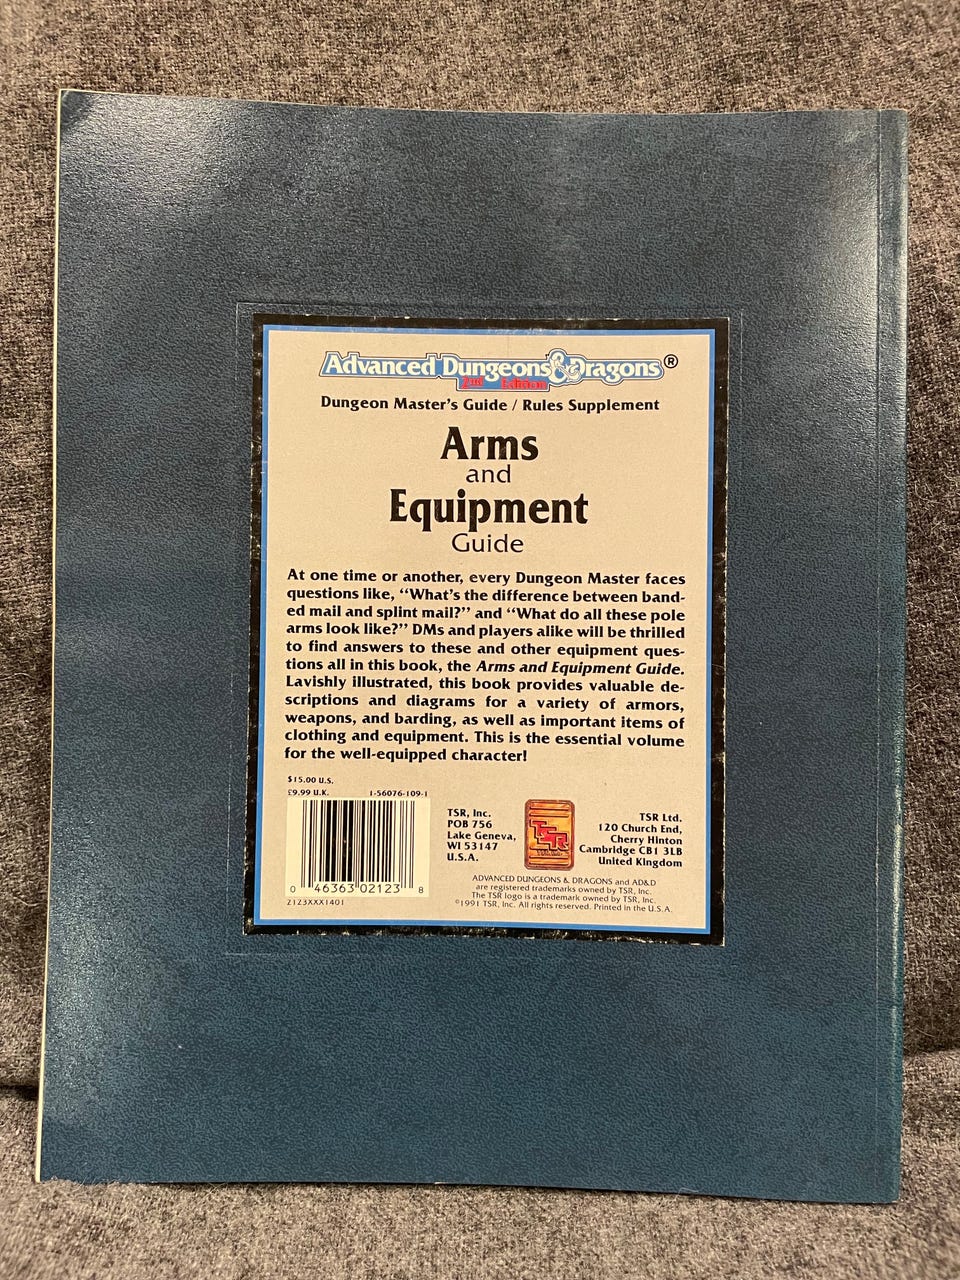 Advanced Dungeons & Dragons®
2nd Edition
Dungeon Master's Guide / Rules Supplement
Arms
and
Equipment
Guide
At one time or another, every Dungeon Master faces
questions like, "What's the difference between band-
ed mail and splint mail?" and "What do all these pole
arms look like?" DMs and players alike will be thrilled
to find answers to these and other equipment ques-
tions all in this book, the Arms and Equipment Guide.
Lavishly illustrated, this book provides valuable de-
scriptions and diagrams for a variety of armors,
weapons, and barding, as well as important items of
clothing and equipment. This is the essential volume
for the well-equipped character!
$15.00 U.S.
£9.99 U.K. 1-56076-109-1
0 46363 02123 8
2123XXX1401
TSR, Inc.
POB 756
Lake Geneva,
WI 53147
U.S.A.
TSR
TSR Ltd.
120 Church End,
Cherry Hinton
Cambridge CB1 3LB
United Kingdom
ADVANCED DUNGEONS & DRAGONS and AD&D
are registered trademarks owned by TSR, Inc.
The TSR logo is a trademark owned by TSR, Inc.
©1991 TSR, Inc. All rights reserved. Printed in the U.S.A.